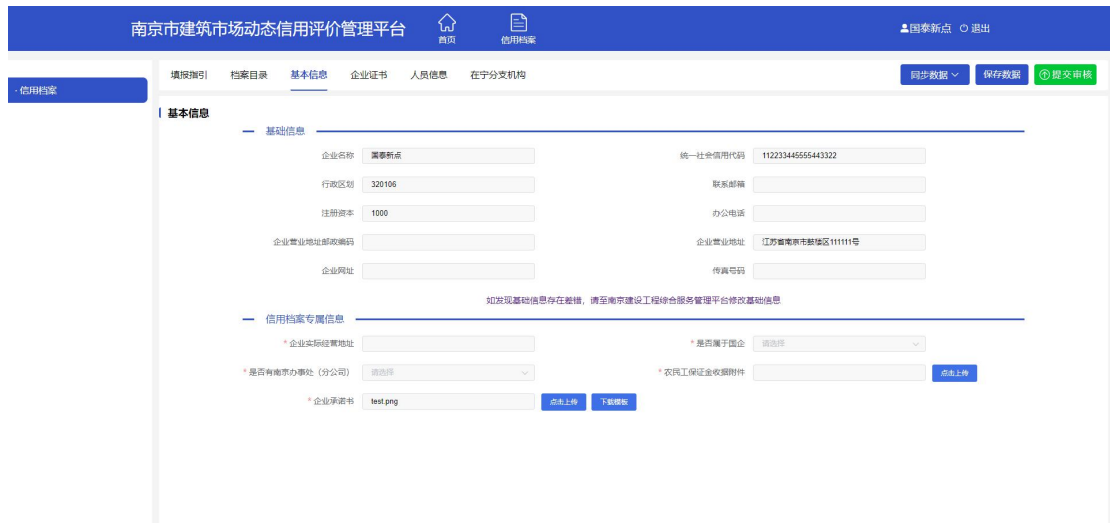 南京市建筑市场动态信用评价管理平台 首页 信用档案 国泰新点 退出
· 信用档案
填报指引 档案目录 基本信息 企业证书 人员信息 在宁分支机构 同步数据 保存数据 提交审核
基本信息
基础信息
企业名称 国泰新点 统一社会信用代码 112233445555443322
行政区划 320106 联系邮箱
注册资本 1000 办公电话
企业营业地址邮政编码 企业营业地址 江苏省南京市鼓楼区111111号
企业网址 传真号码
如发现基础信息存在差错，请至南京建设工程综合服务管理平台修改基础信息
信用档案专属信息
* 企业实际经营地址 * 是否属于国企 请选择
* 是否有南京办事处（分公司） 请选择 * 农民工保证金收据附件 点击上传
* 企业承诺书 test.png 点击上传 下载模板